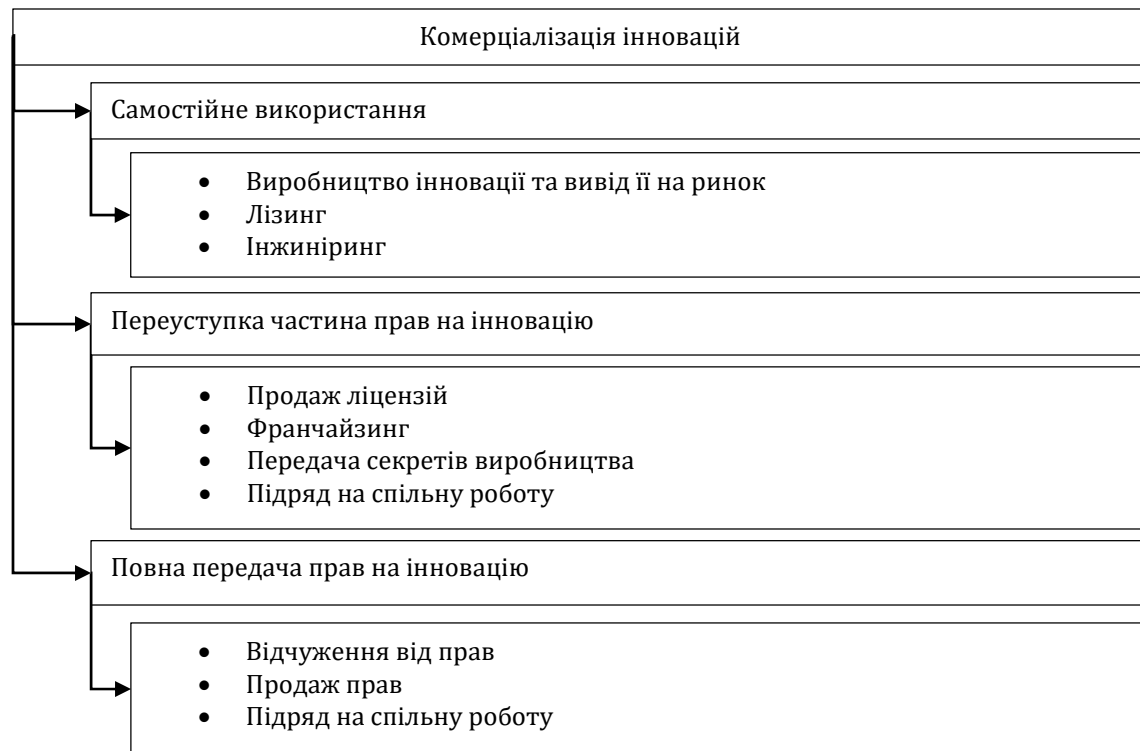 Комерціалізація інновацій
Самостійне використання
• Виробництво інновації та вивід її на ринок
• Лізинг
• Інжиніринг
Переуступка частина прав на інновацію
• Продаж ліцензій
• Франчайзинг
• Передача секретів виробництва
• Підряд на спільну роботу
Повна передача прав на інновацію
• Відчуження від прав
• Продаж прав
• Підряд на спільну роботу